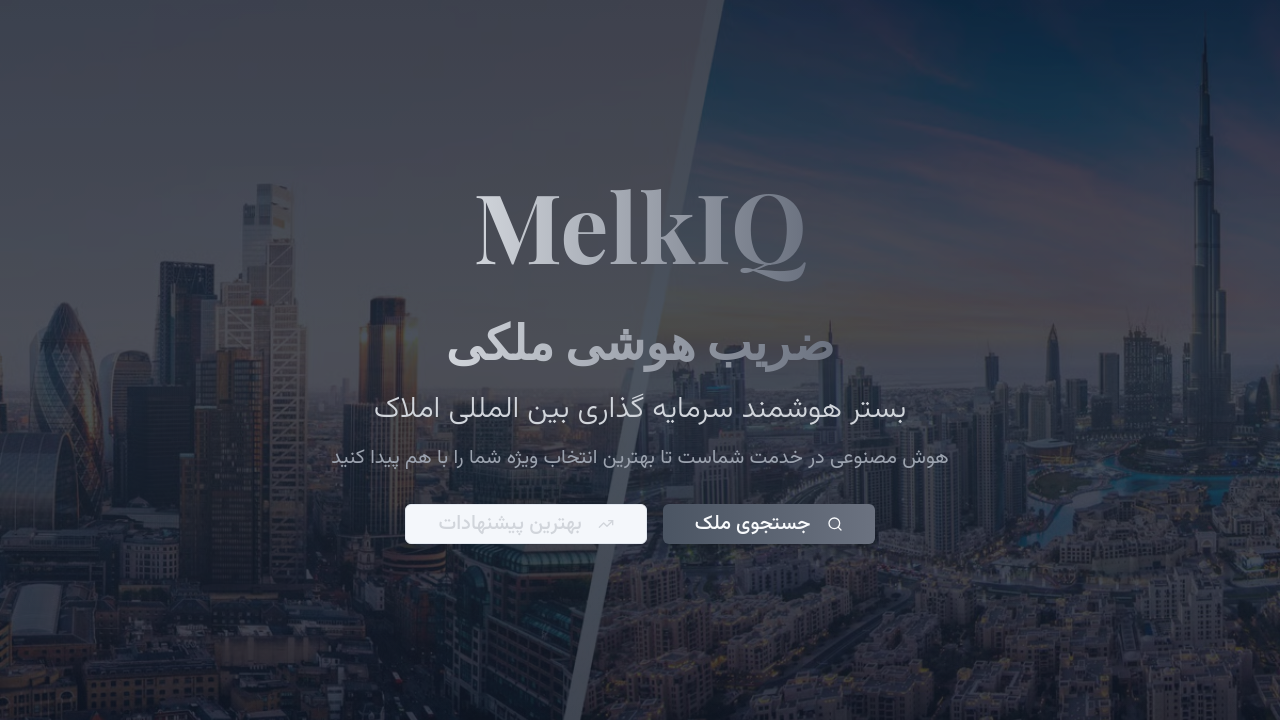 MelkIQ
ضریب هوشی ملکی
بستر هوشمند سرمایه گذاری بین المللی املاک
هوش مصنوعی در خدمت شماست تا بهترین انتخاب ویژه شما را با هم پیدا کنید
جستجوی ملک
بهترین پیشنهادات